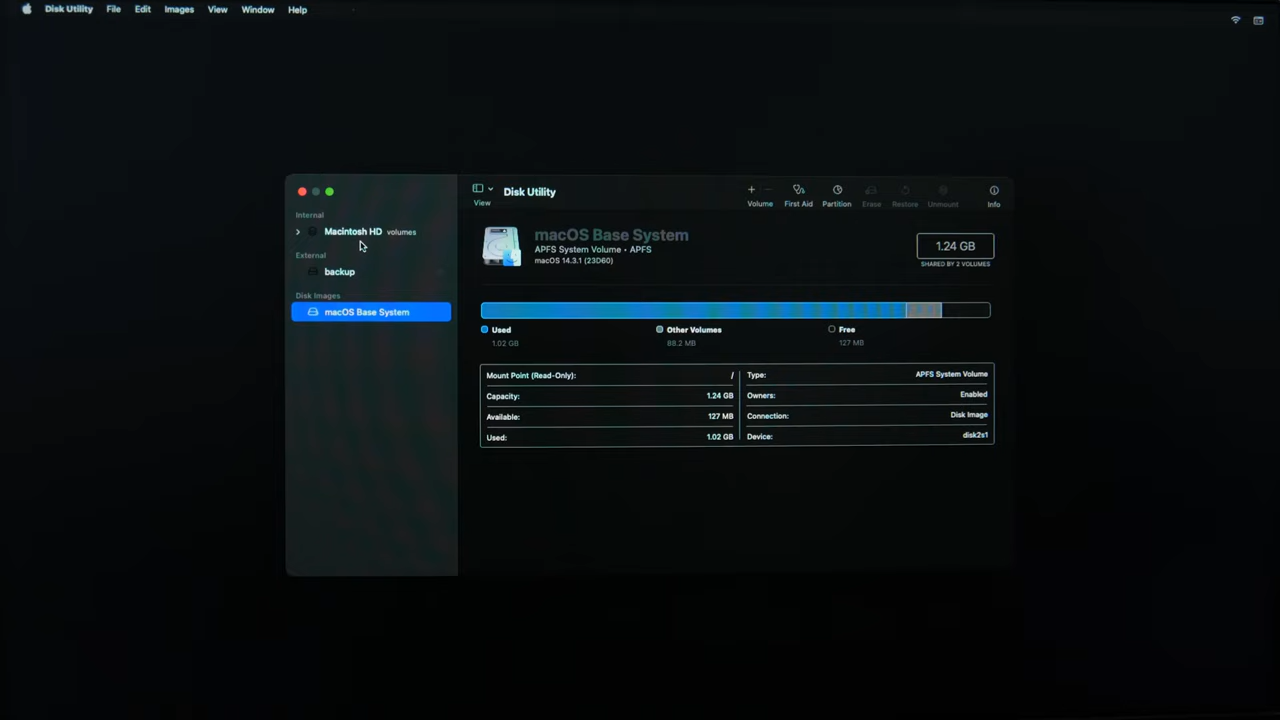 Disk Utility File Edit Images View Window Help
Disk Utility
View
Volume First Aid Partition Erase Restore Unmount Info
Internal
Macintosh HD volumes
External
backup
Disk Images
macOS Base System
macOS Base System
APFS System Volume • APFS
macOS 14.3.1 (23D60)
1.24 GB
SHARED BY 2 VOLUMES
Used
1.02 GB
Other Volumes
88.2 MB
Free
127 MB
Mount Point (Read-Only): /
Capacity: 1.24 GB
Available: 127 MB
Used: 1.02 GB
Type: APFS System Volume
Owners: Enabled
Connection: Disk Image
Device: disk2s1